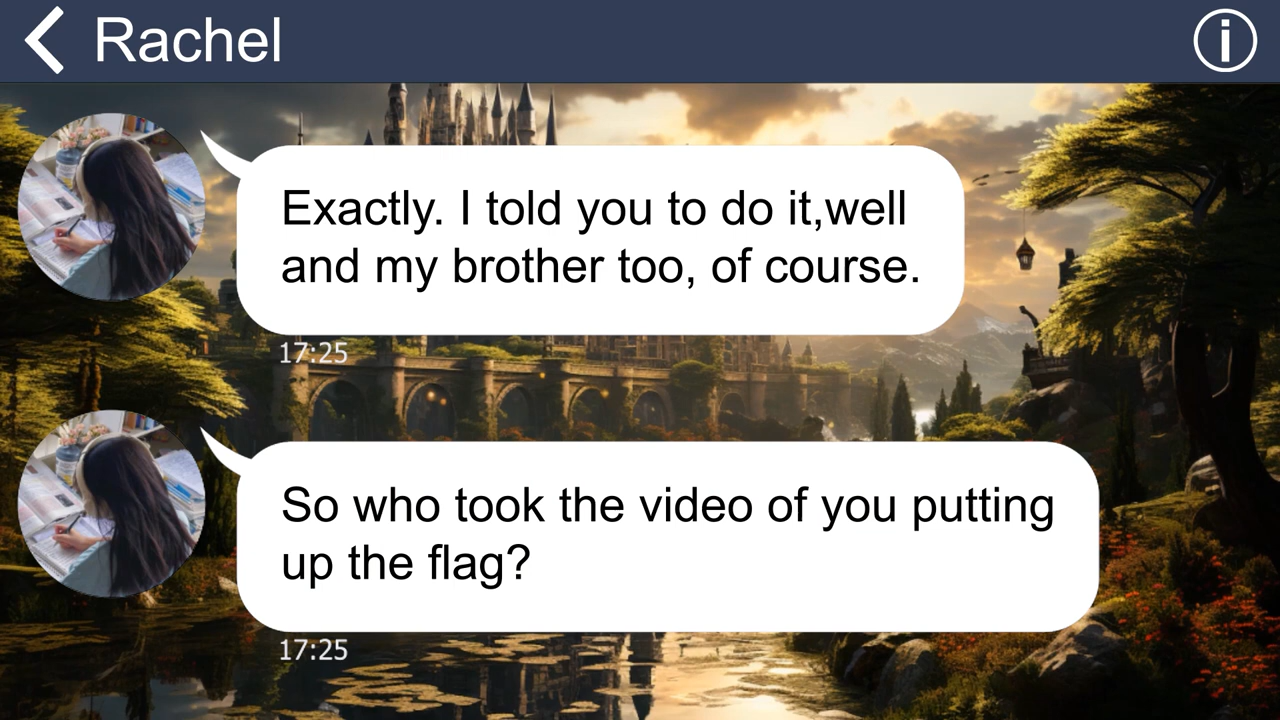 Rachel
Exactly. I told you to do it,well
and my brother too, of course.
17:25
So who took the video of you putting
up the flag?
17:25